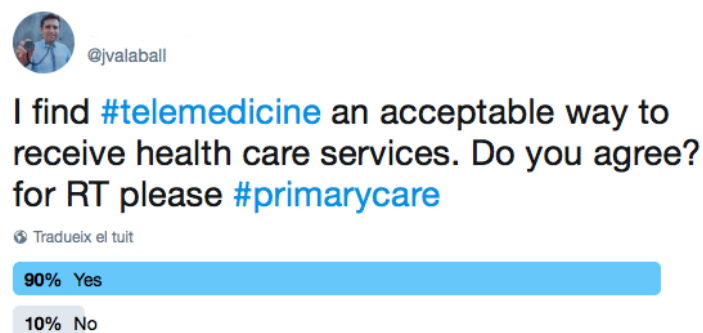 @jvalaball
I find #telemedicine an acceptable way to
receive health care services. Do you agree?
for RT please #primarycare
Tradueix el tuit
90% Yes
10% No